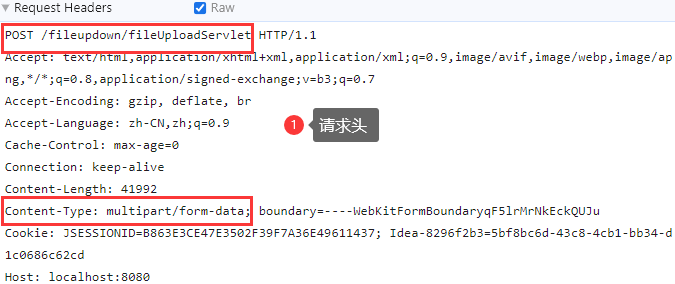 ▼ Request Headers Raw
POST /fileupdown/fileUploadServlet HTTP/1.1
Accept: text/html,application/xhtml+xml,application/xml;q=0.9,image/avif,image/webp,image/ap
ng,*/*;q=0.8,application/signed-exchange;v=b3;q=0.7
Accept-Encoding: gzip, deflate, br
Accept-Language: zh-CN,zh;q=0.9
1 请求头
Cache-Control: max-age=0
Connection: keep-alive
Content-Length: 41992
Content-Type: multipart/form-data; boundary=----WebKitFormBoundaryqF5lrMrNkEckQUJu
Cookie: JSESSIONID=B863E3CE47E3502F39F7A36E49611437; Idea-8296f2b3=5bf8bc6d-43c8-4cb1-bb34-d
1c0686c62cd
Host: localhost:8080